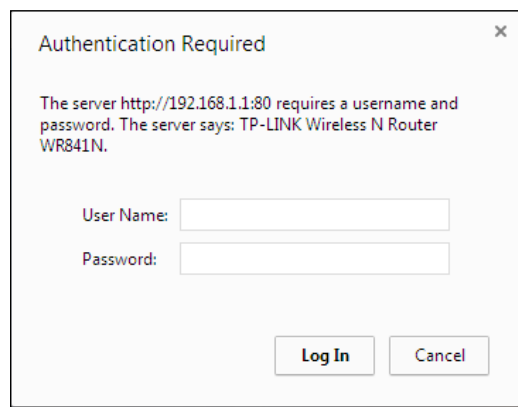 Authentication Required
The server http://192.168.1.1:80 requires a username and
password. The server says: TP-LINK Wireless N Router
WR841N.
User Name:
Password:
Log In
Cancel